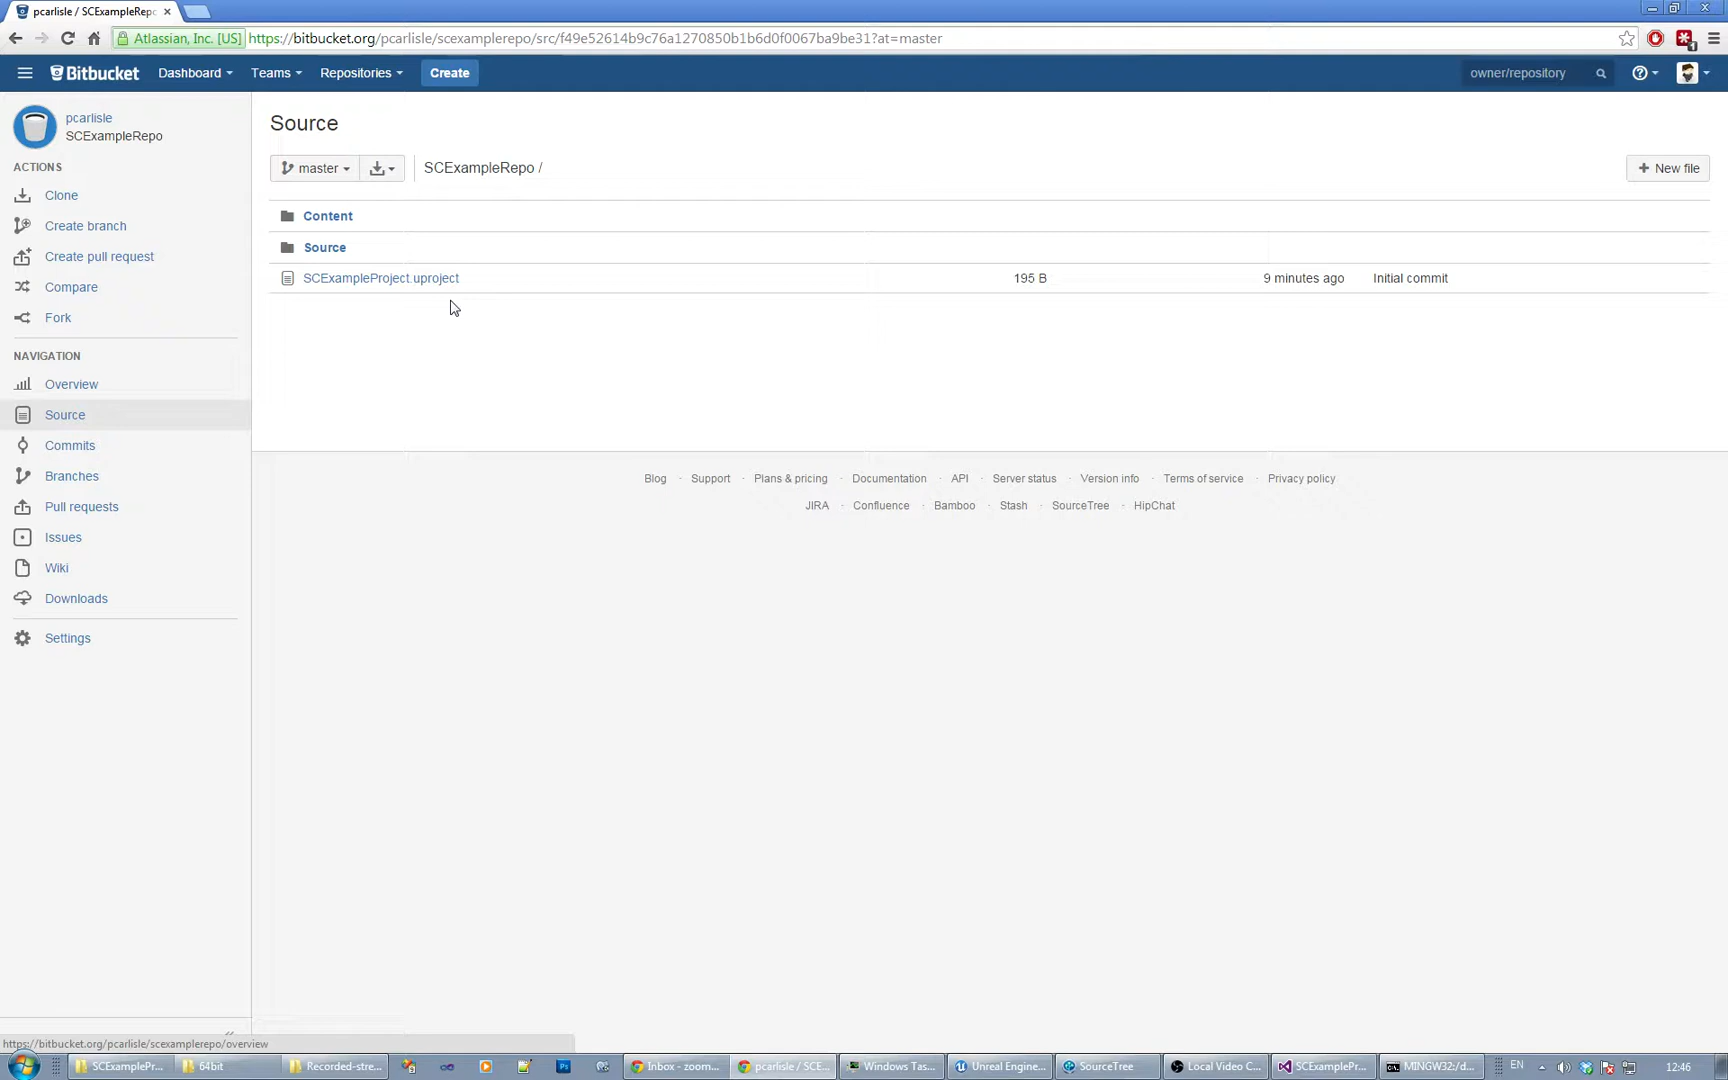 pcarlisle / SCExampleRepo
Atlassian, Inc. [US] https://bitbucket.org/pcarlisle/scexamplerepo/src/f49e52614b9c76a1270850b1b6d0f0067ba9be31?at=master
Bitbucket Dashboard Teams Repositories Create owner/repository
pcarlisle
SCExampleRepo
ACTIONS
Clone
Create branch
Create pull request
Compare
Fork
NAVIGATION
Overview
Source
Commits
Branches
Pull requests
Issues
Wiki
Downloads
Settings
Source
master SCExampleRepo / + New file
Content
Source
SCExampleProject.uproject 195 B 9 minutes ago Initial commit
Blog · Support · Plans & pricing · Documentation · API · Server status · Version info · Terms of service · Privacy policy
JIRA · Confluence · Bamboo · Stash · SourceTree · HipChat
https://bitbucket.org/pcarlisle/scexamplerepo/overview
SCExamplePr... 64bit Recorded-stre... Inbox - zoom... pcarlisle / SCE... Windows Tas... Unreal Engine... SourceTree Local Video C... SCExamplePr... MINGW32:/d... EN 12:46